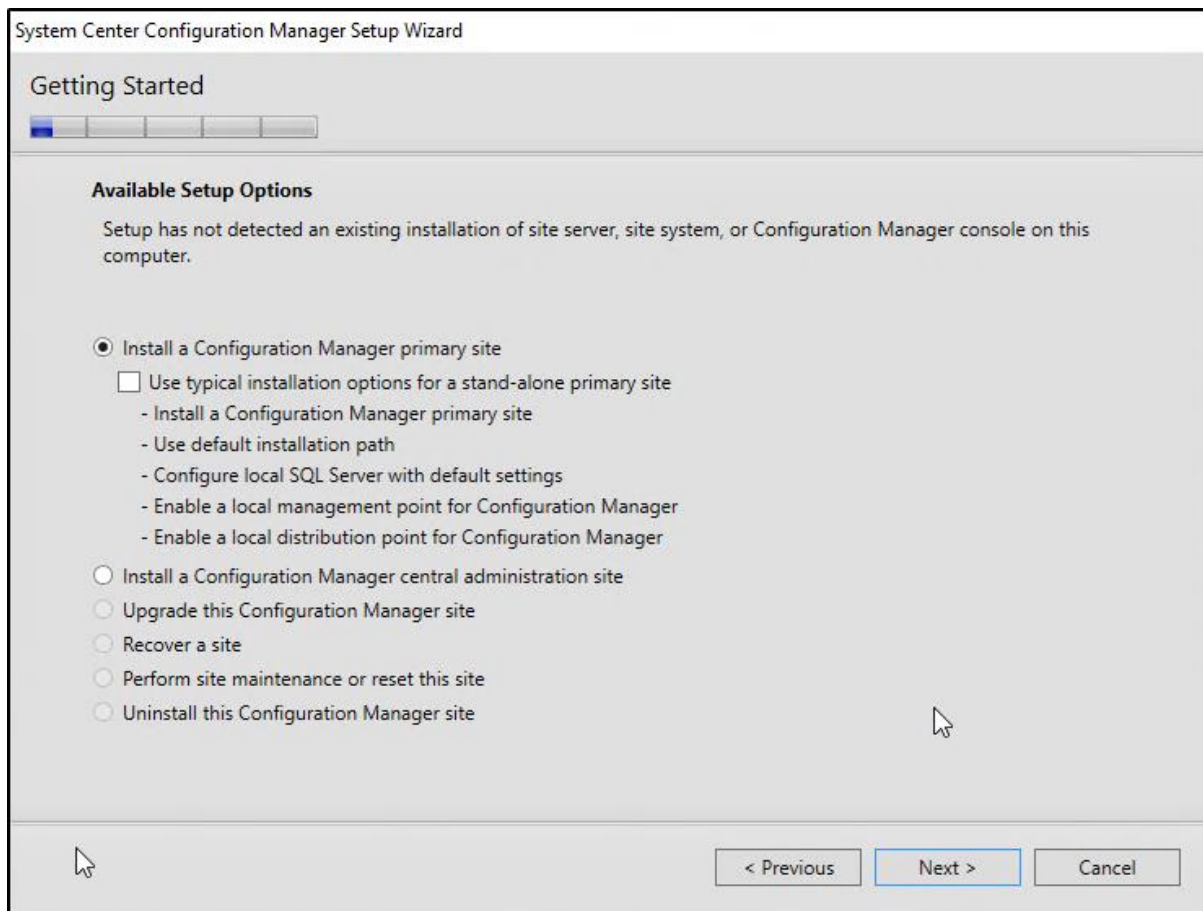 System Center Configuration Manager Setup Wizard
Getting Started
Available Setup Options
Setup has not detected an existing installation of site server, site system, or Configuration Manager console on this
computer.
Install a Configuration Manager primary site
Use typical installation options for a stand-alone primary site
- Install a Configuration Manager primary site
- Use default installation path
- Configure local SQL Server with default settings
- Enable a local management point for Configuration Manager
- Enable a local distribution point for Configuration Manager
Install a Configuration Manager central administration site
Upgrade this Configuration Manager site
Recover a site
Perform site maintenance or reset this site
Uninstall this Configuration Manager site
< Previous Next > Cancel